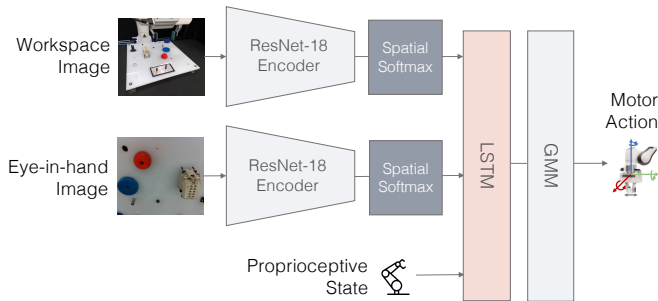 Workspace
Image
ResNet-18
Encoder
Spatial
Softmax
Eye-in-hand
Image
ResNet-18
Encoder
Spatial
Softmax
Proprioceptive
State
LSTM
GMM
Motor
Action